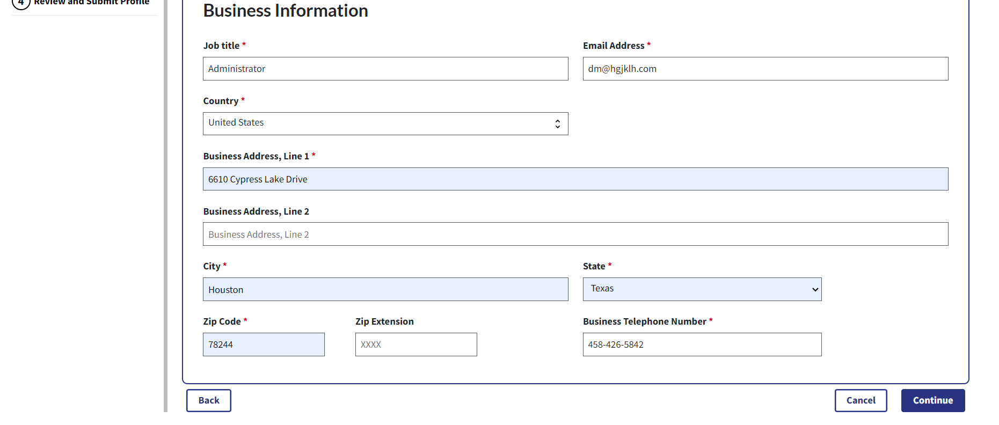 4 Review and Submit Profile
Business Information
Job title *
Email Address *
Administrator
dm@hgjklh.com
Country *
United States
Business Address, Line 1 *
6610 Cypress Lake Drive
Business Address, Line 2
Business Address, Line 2
City *
State *
Houston
Texas
Zip Code *
Zip Extension
Business Telephone Number *
78244
XXXX
458-426-5842
Back
Cancel
Continue